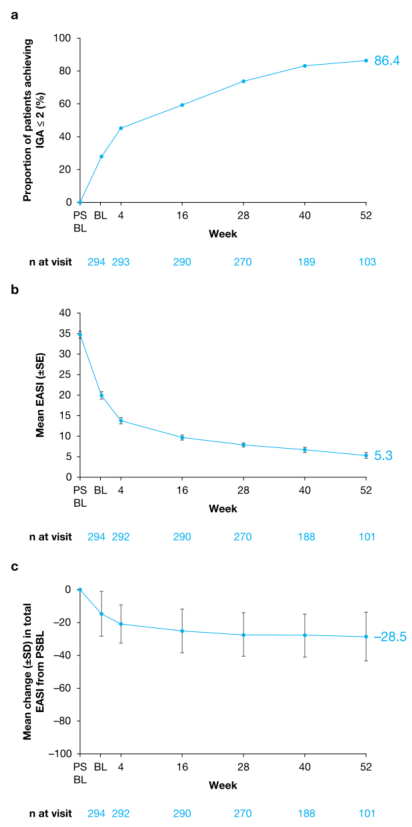 a
Proportion of patients achieving
IGA ≤ 2 (%)
100
80
60
40
20
0
86.4
PS
BL
BL
4
16
28
40
52
Week
n at visit 294 293 290 270 189 103
b
Mean EASI (±SE)
40
35
30
25
20
15
10
5
0
5.3
PS
BL
BL
4
16
28
40
52
Week
n at visit 294 292 290 270 188 101
c
Mean change (±SD) in total
EASI from PSBL
0
−20
−40
−60
−80
−100
−28.5
PS
BL
BL
4
16
28
40
52
Week
n at visit 294 292 290 270 188 101